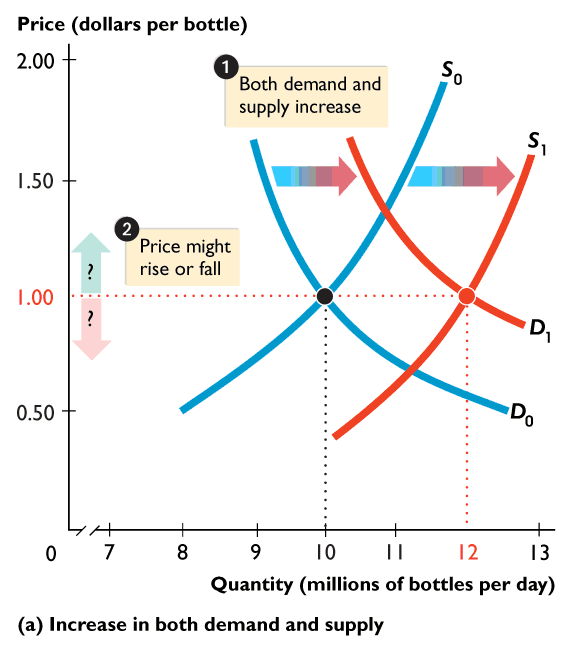 Price (dollars per bottle)
2.00
S0
1
Both demand and
supply increase
S1
1.50
2
Price might
rise or fall
?
1.00
?
D1
0.50
D0
0
7
8
9
10
11
12
13
Quantity (millions of bottles per day)
(a) Increase in both demand and supply